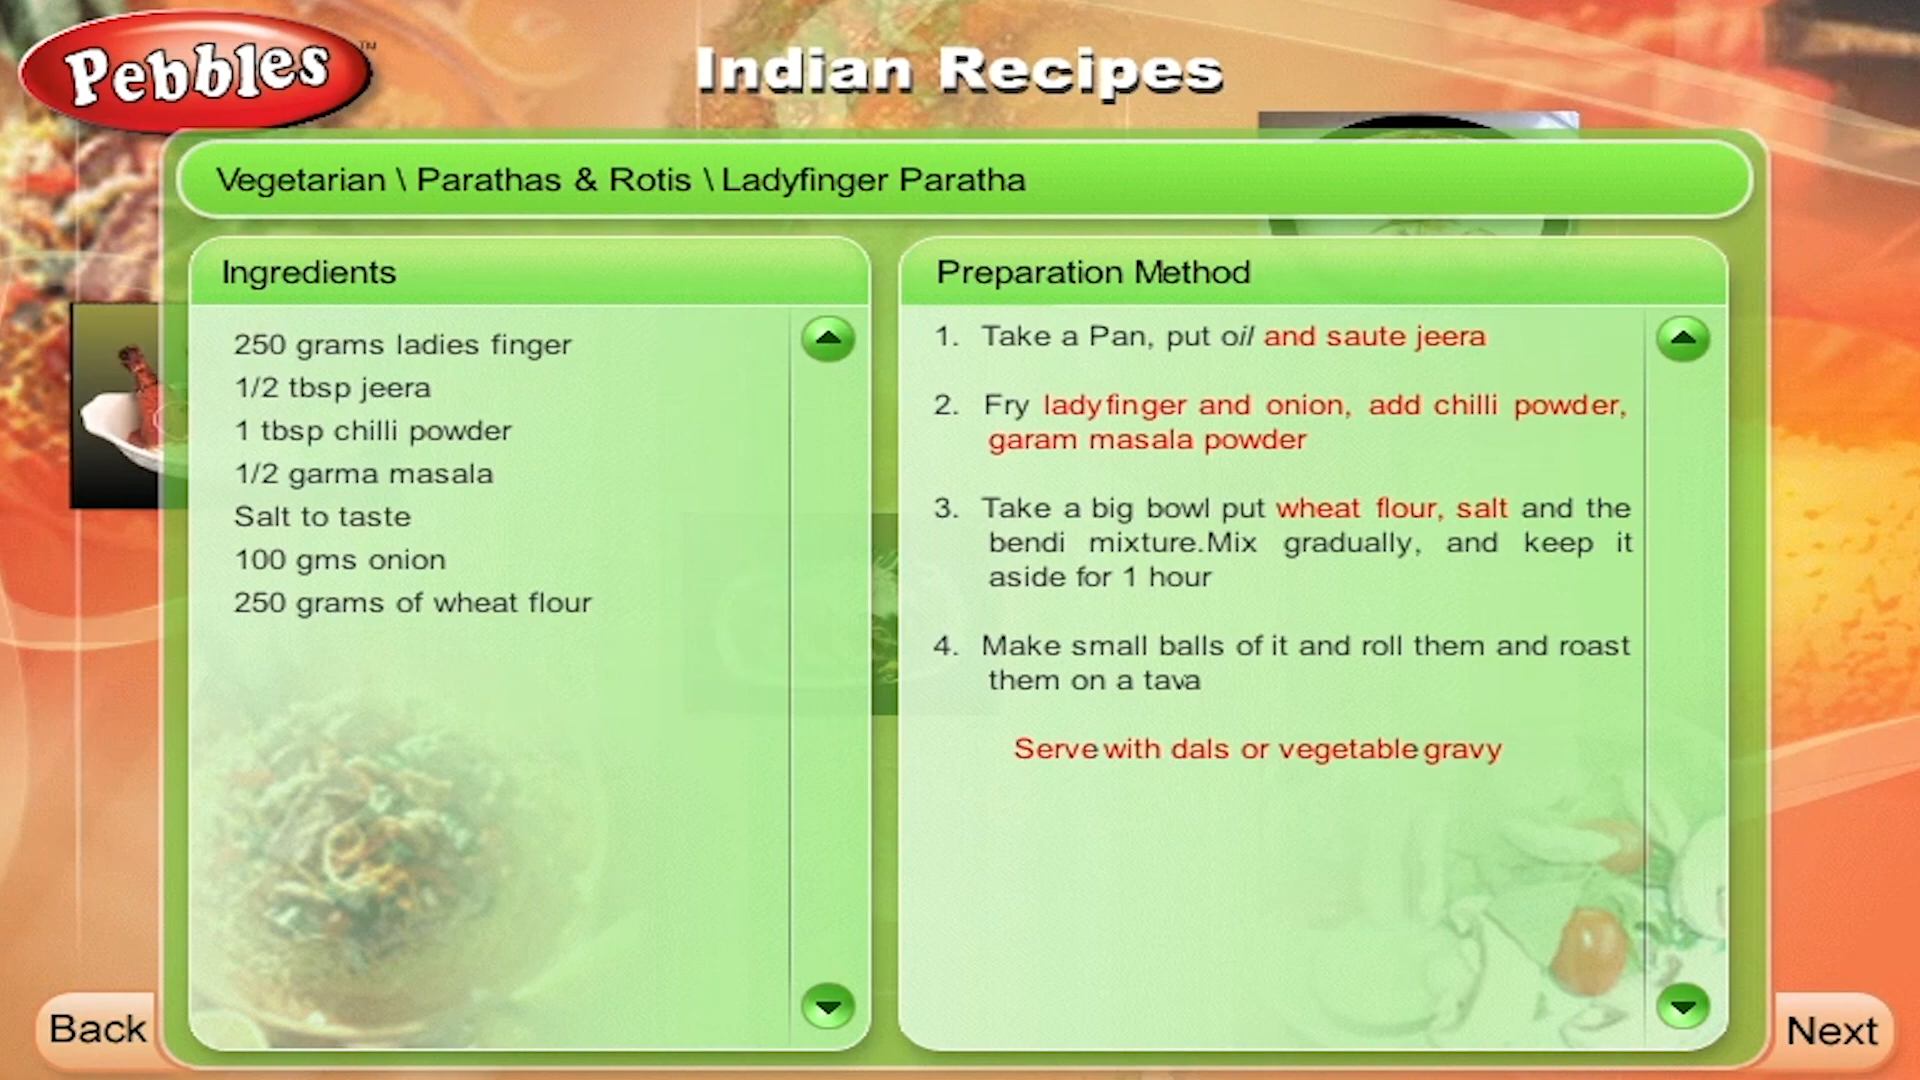 Pebbles™
Indian Recipes
Vegetarian \ Parathas & Rotis \ Ladyfinger Paratha
Ingredients
250 grams ladies finger
1/2 tbsp jeera
1 tbsp chilli powder
1/2 garma masala
Salt to taste
100 gms onion
250 grams of wheat flour
Preparation Method
1. Take a Pan, put oil and saute jeera
2. Fry ladyfinger and onion, add chilli powder,
garam masala powder
3. Take a big bowl put wheat flour, salt and the
bendi mixture.Mix gradually, and keep it
aside for 1 hour
4. Make small balls of it and roll them and roast
them on a tava
Serve with dals or vegetable gravy
Back
Next